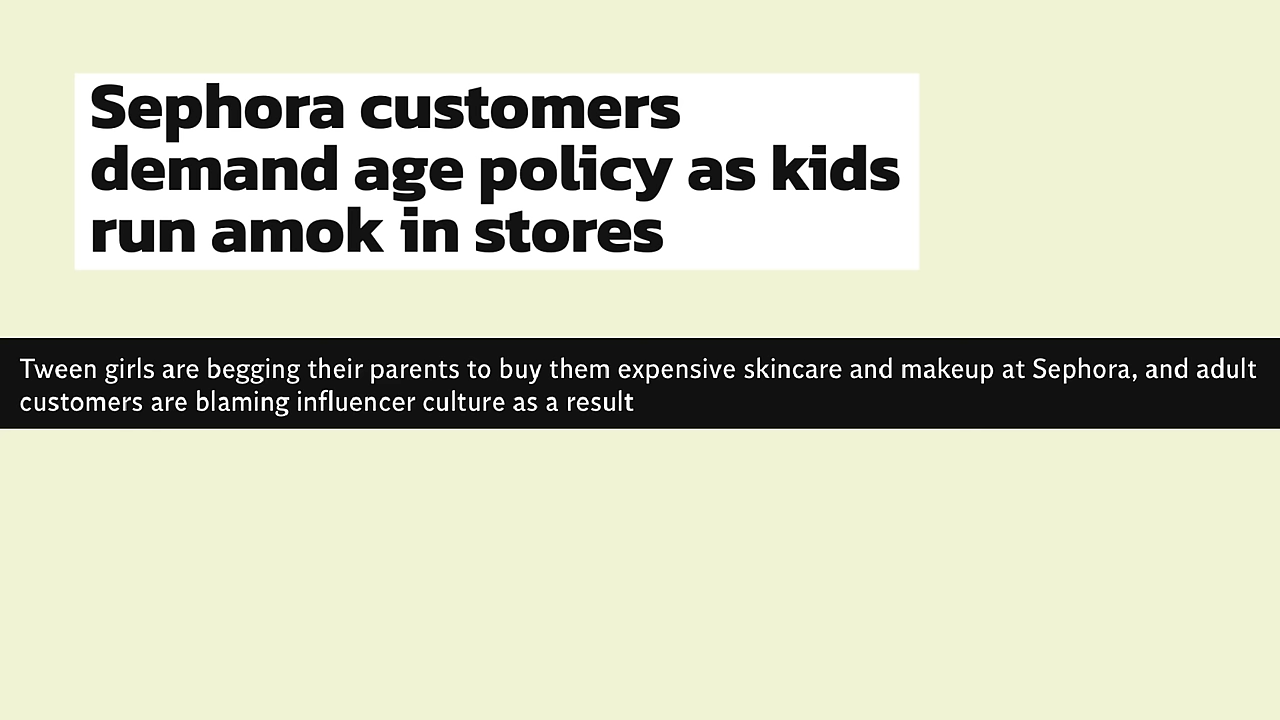 Sephora customers
demand age policy as kids
run amok in stores
Tween girls are begging their parents to buy them expensive skincare and makeup at Sephora, and adult
customers are blaming influencer culture as a result